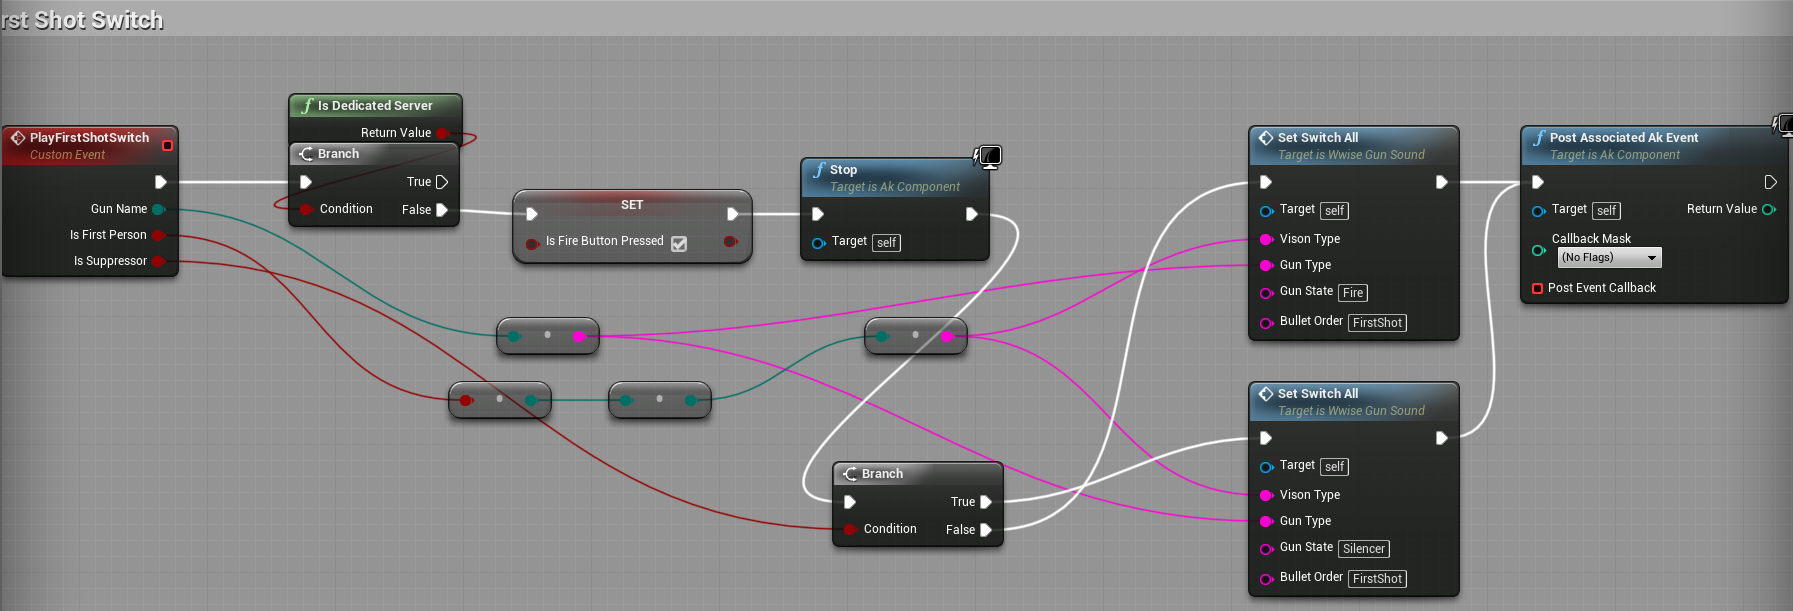 rst Shot Switch
PlayFirstShotSwitch
Custom Event
Gun Name
Is First Person
Is Suppressor
f Is Dedicated Server
Return Value
Branch
True
Condition
False
SET
Is Fire Button Pressed
f Stop
Target is Ak Component
Target self
Branch
True
Condition
False
Set Switch All
Target is Wwise Gun Sound
Target self
Vison Type
Gun Type
Gun State Fire
Bullet Order FirstShot
Set Switch All
Target is Wwise Gun Sound
Target self
Vison Type
Gun Type
Gun State Silencer
Bullet Order FirstShot
f Post Associated Ak Event
Target is Ak Component
Target self
Return Value
Callback Mask
(No Flags)
Post Event Callback